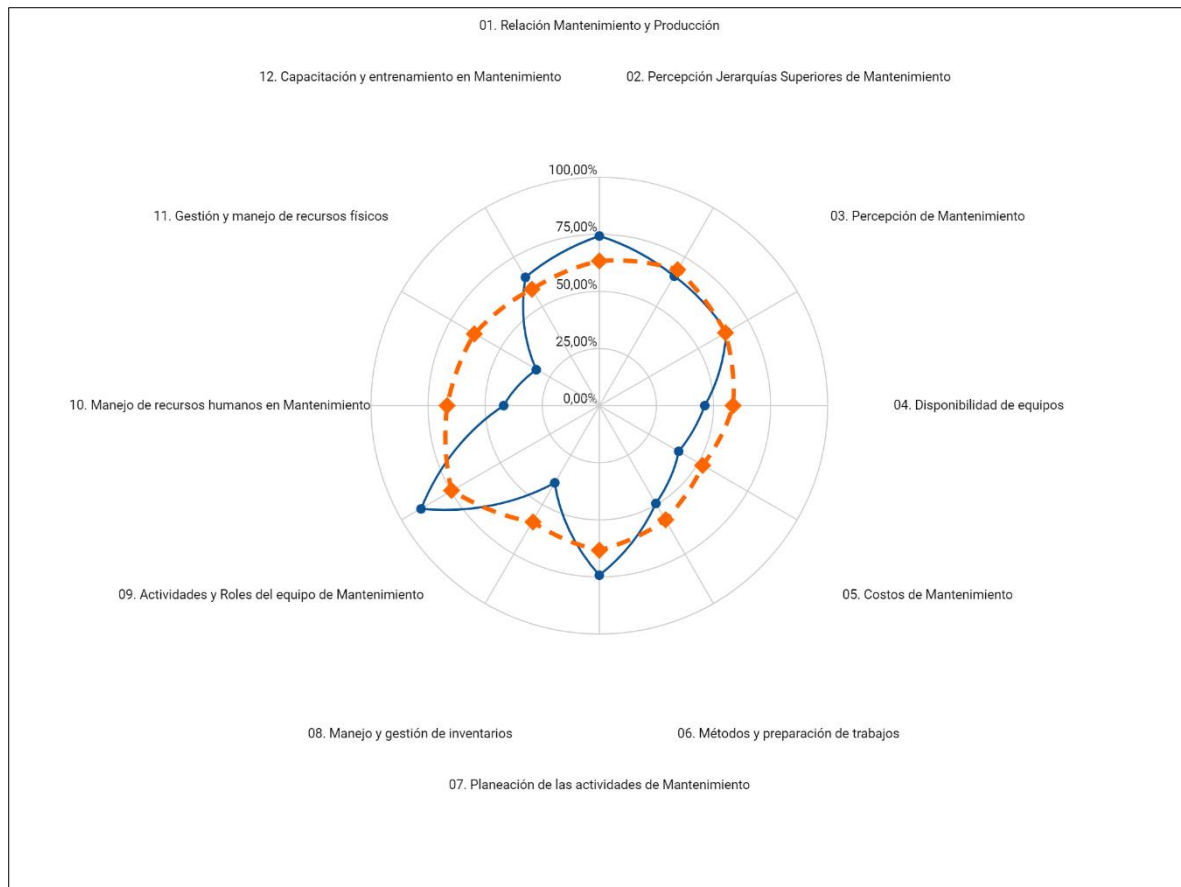 01. Relación Mantenimiento y Producción
12. Capacitación y entrenamiento en Mantenimiento
02. Percepción Jerarquías Superiores de Mantenimiento
100,00%
11. Gestión y manejo de recursos físicos
03. Percepción de Mantenimiento
75,00%
50,00%
25,00%
0,00%
10. Manejo de recursos humanos en Mantenimiento
04. Disponibilidad de equipos
09. Actividades y Roles del equipo de Mantenimiento
05. Costos de Mantenimiento
08. Manejo y gestión de inventarios
06. Métodos y preparación de trabajos
07. Planeación de las actividades de Mantenimiento